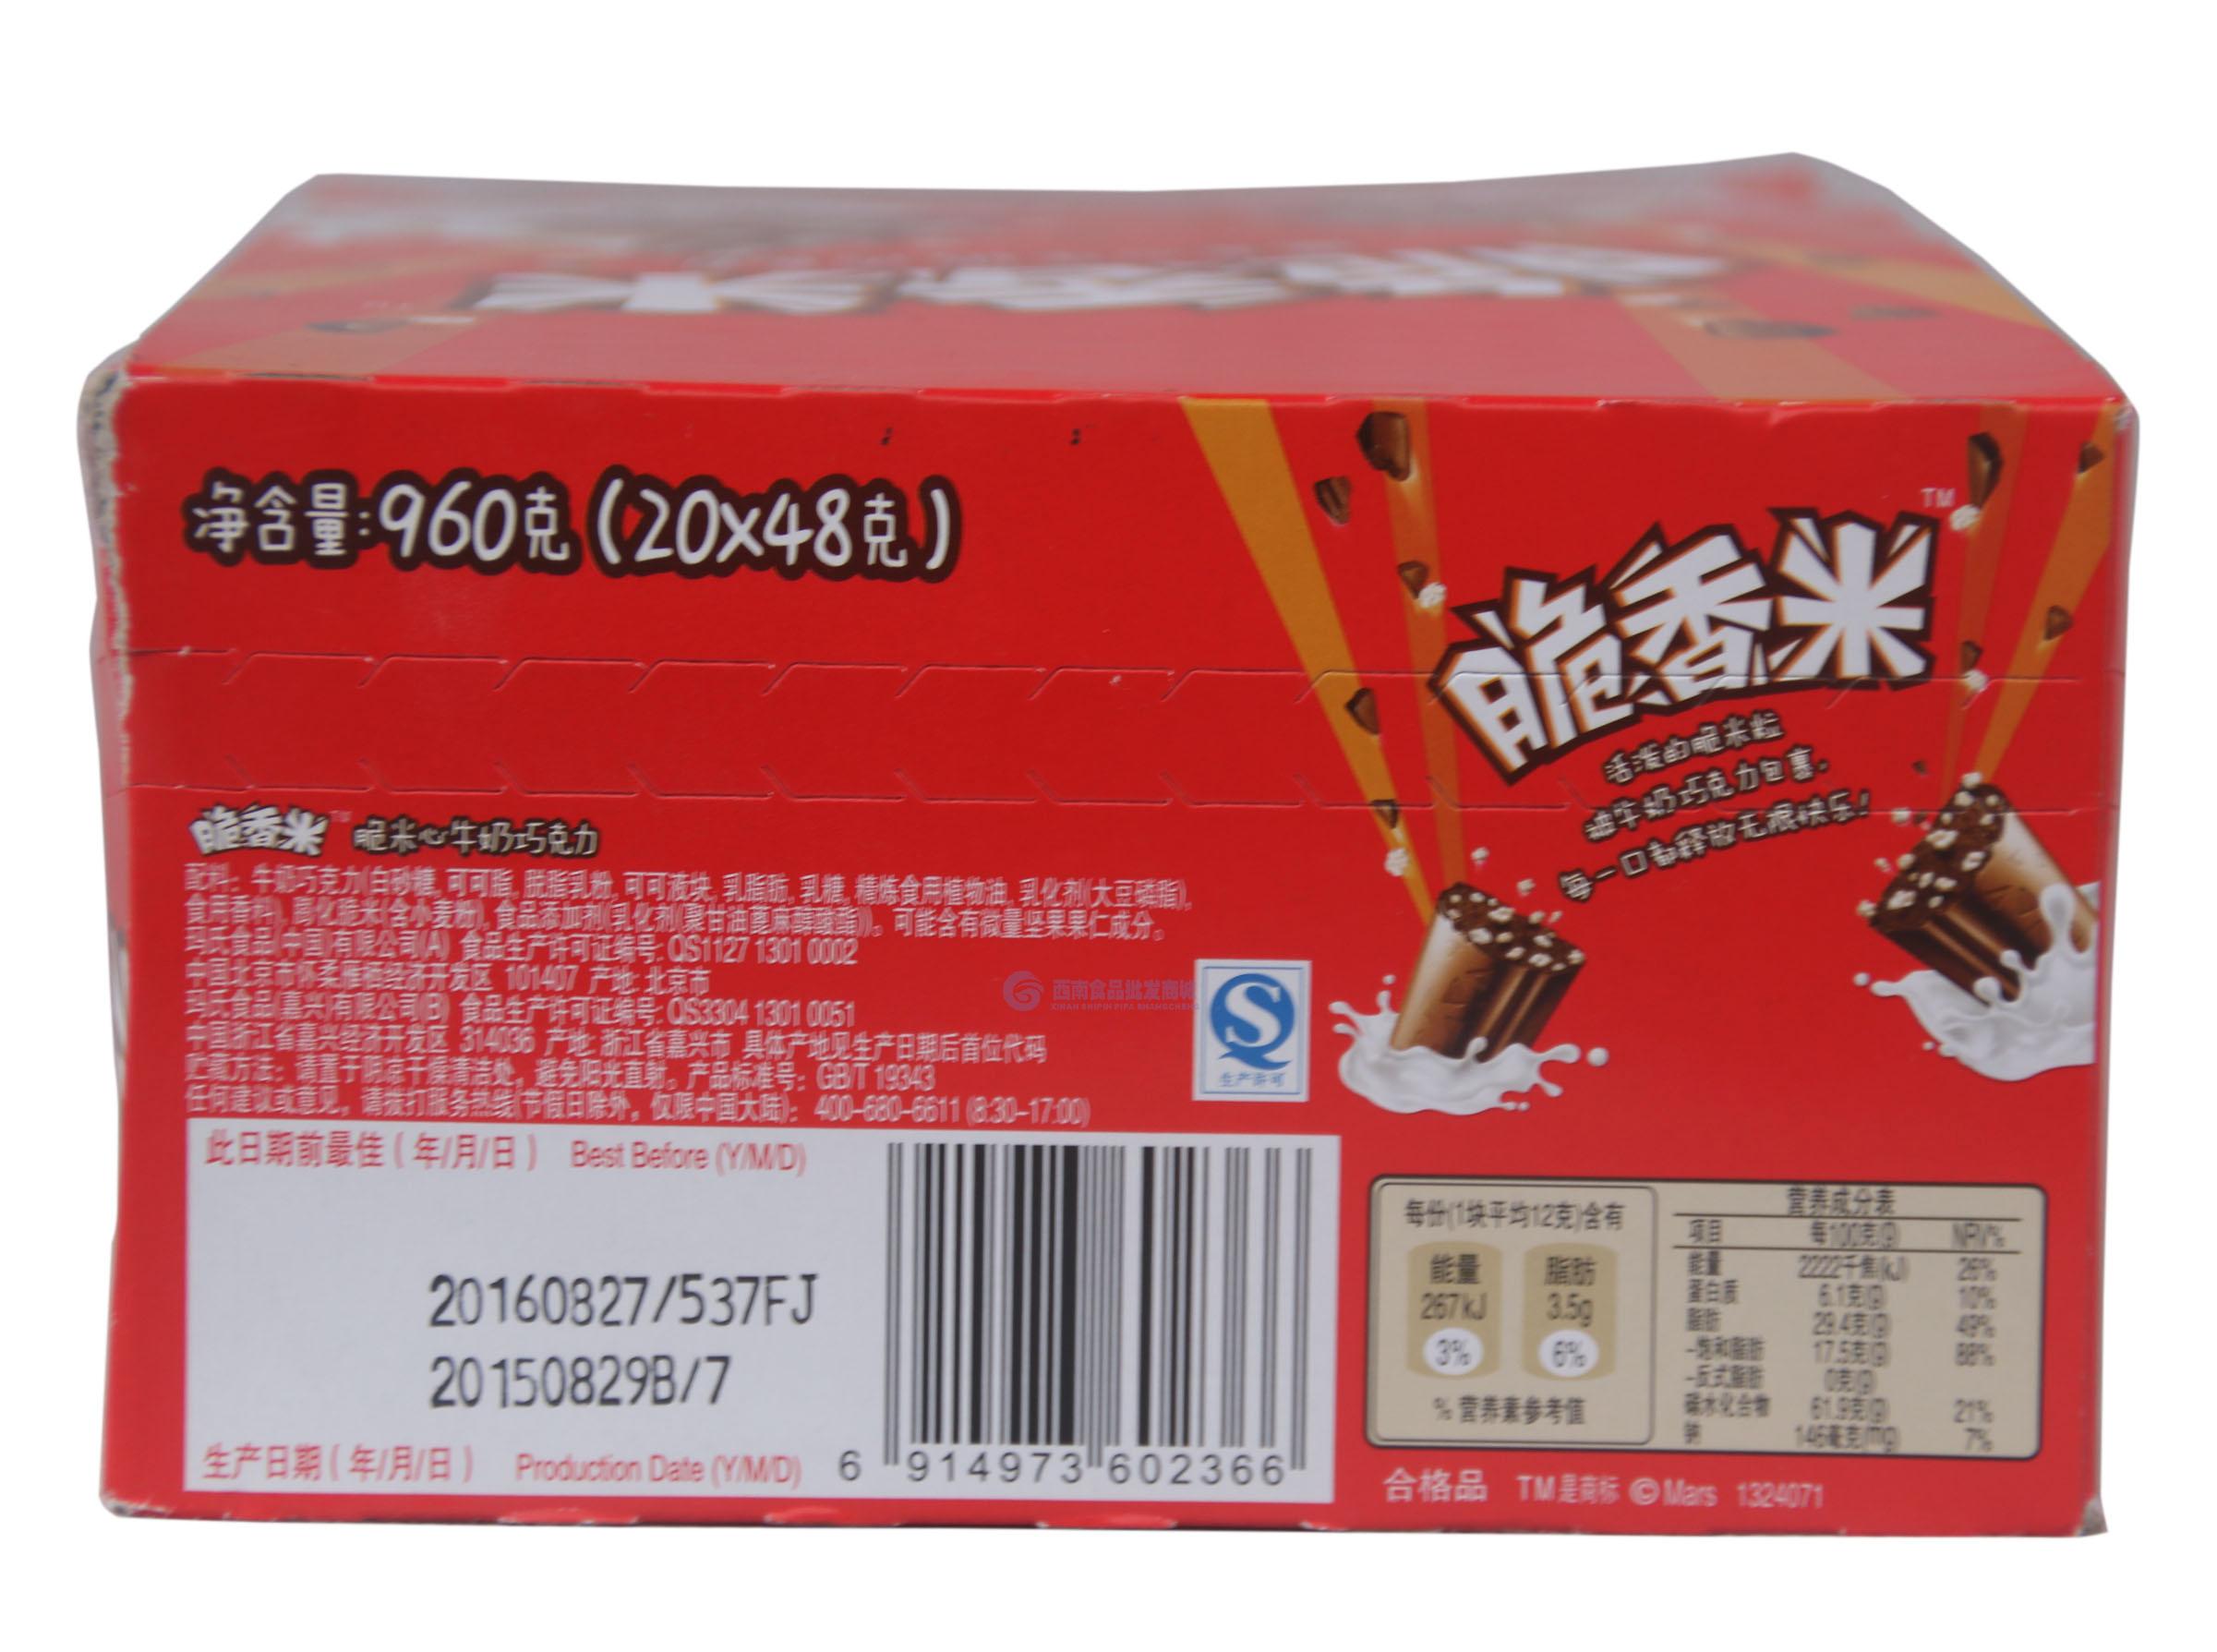 净含量:960克(20x48克)
脆香米 TM
活泼的脆米粒
由牛奶巧克力包裹,
每一口都释放无限快乐!
脆香米 TM 脆米心牛奶巧克力
配料：牛奶巧克力(白砂糖, 可可脂, 脱脂乳粉, 可可液块, 乳脂肪, 乳糖, 精炼食用植物油, 乳化剂(大豆磷脂),
食用香料), 膨化糙米(含小麦粉), 食品添加剂(乳化剂(聚甘油蓖麻醇酸酯))。可能含有微量坚果果仁成分。
玛氏食品(中国)有限公司(A) 食品生产许可证编号: QS1127 1301 0002
中国北京市怀柔雁栖经济开发区 101407 产地: 北京市
玛氏食品(嘉兴)有限公司(B) 食品生产许可证编号: QS3304 1301 0051
中国浙江省嘉兴经济开发区 314036 产地: 浙江省嘉兴市 具体产地见生产日期后首位代码
贮藏方法：请置于阴凉干燥清洁处，避免阳光直射。产品标准号：GB/T 19343
任何建议或意见，请拨打服务热线(节假日除外，仅限中国大陆)：400-680-6611 (8:30-17:00)
西南食品批发商城
XINAN SHIPIN PIFA SHANGCHENG
生产许可
此日期前最佳（年/月/日） Best Before (Y/M/D)
20160827/537FJ
20150829B/7
生产日期（年/月/日） Production Date (Y/M/D)
6 914973 602366
每份(1块平均12克)含有
能量 脂肪
267kJ 3.5g
3% 6%
% 营养素参考值
营养成分表
项目 每100克(g) NRV%
能量 2222千焦(kJ) 26%
蛋白质 6.1克(g) 10%
脂肪 29.4克(g) 49%
-饱和脂肪 17.5克(g) 88%
-反式脂肪 0克(g)
碳水化合物 61.9克(g) 21%
钠 146毫克(mg) 7%
合格品 TM是商标 ©Mars 1324071